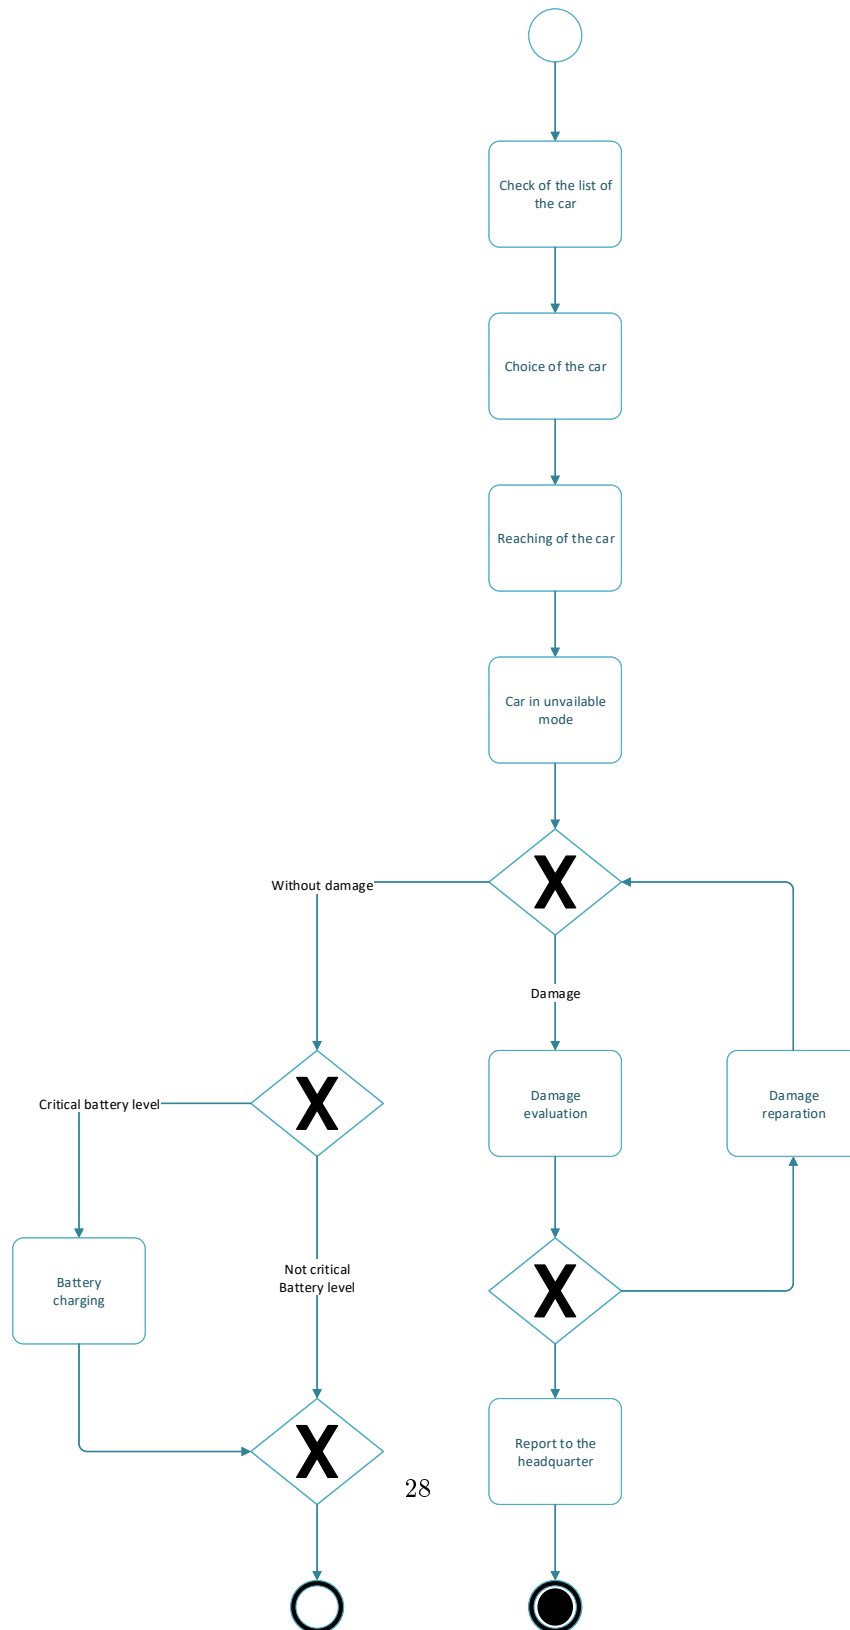 Check of the list of
the car
Choice of the car
Reaching of the car
Car in unvailable
mode
X
Without damage
Damage
X
Critical battery level
Damage
evaluation
Damage
reparation
Not critical
Battery level
Battery
charging
X
X
Report to the
headquarter
28